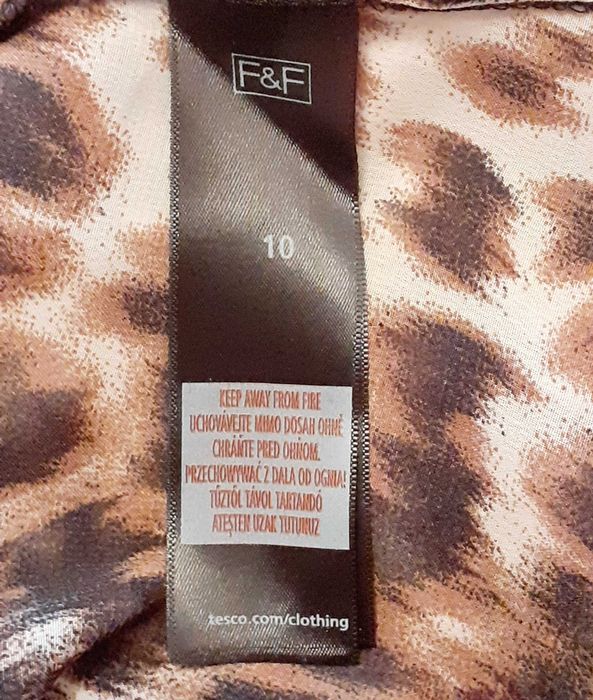 F&F
10
KEEP AWAY FROM FIRE
UCHOVÁVEJTE MIMO DOSAH OHNĚ
CHRÁŇTE PRED OHŇOM.
PRZECHOWYWAĆ Z DALA OD OGNIA!
TŰZTŐL TÁVOL TARTANDÓ
ATEŞTEN UZAK TUTUNUZ
tesco.com/clothing